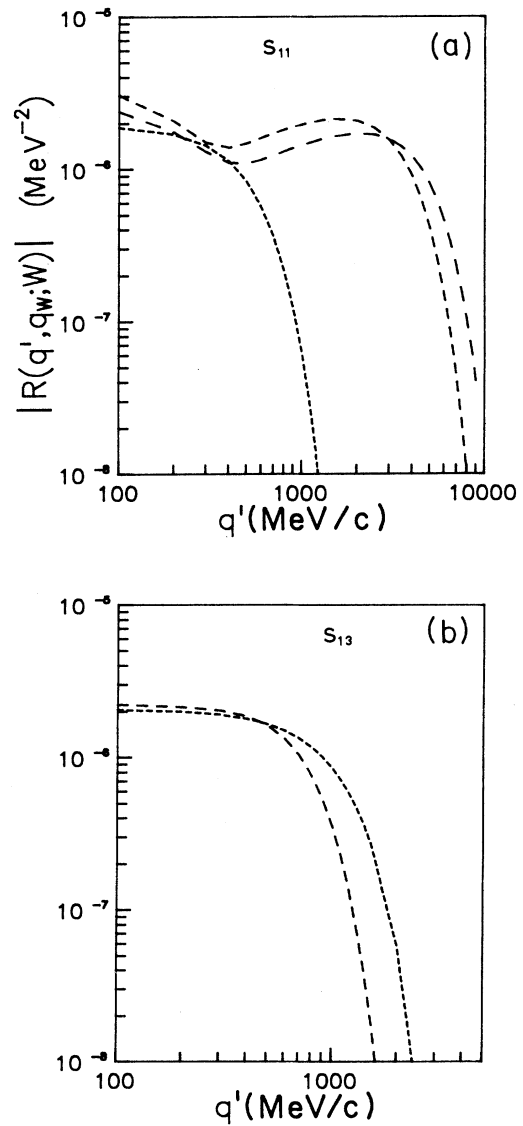 10⁻⁵
S₁₁
(a)
|R(q',q_W;W)| (MeV⁻²)
10⁻⁶
10⁻⁷
10⁻⁸
100
1000
10000
q'(MeV/c)
10⁻⁵
S₁₃
(b)
10⁻⁶
10⁻⁷
10⁻⁸
100
1000
q'(MeV/c)